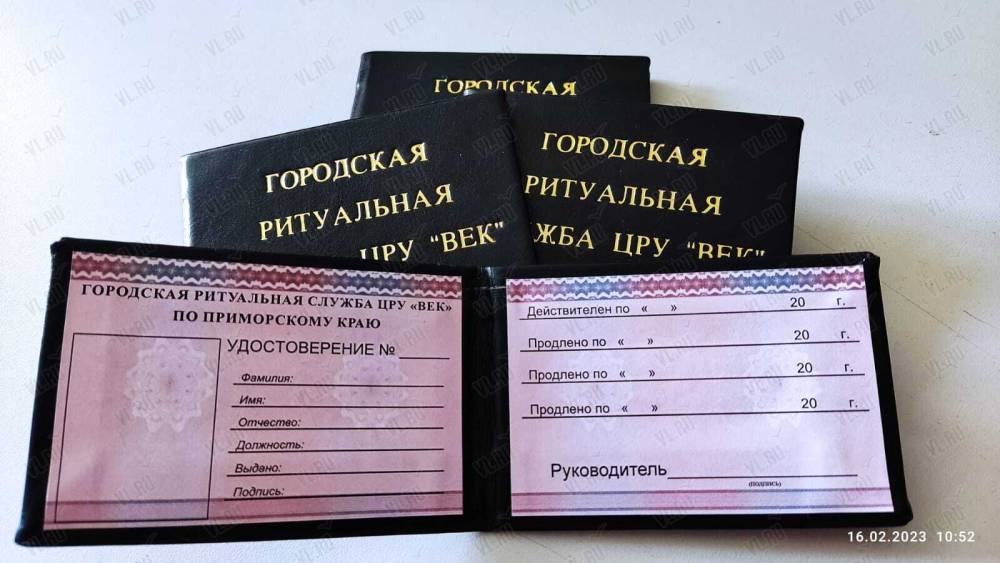 ГОРОДСКАЯ
ГОРОДСКАЯ
РИТУАЛЬНАЯ
ЦРУ “ВЕК”
ГОРОДСКАЯ
РИТУАЛЬНАЯ
ЖБА ЦРУ “ВЕК”
ГОРОДСКАЯ РИТУАЛЬНАЯ СЛУЖБА ЦРУ «ВЕК»
ПО ПРИМОРСКОМУ КРАЮ
УДОСТОВЕРЕНИЕ №
Фамилия:
Имя:
Отчество:
Должность:
Выдано:
Подпись:
Действителен по « » 20 г.
Продлено по « » 20 г.
Продлено по « » 20 г.
Продлено по « » 20 г.
Руководитель
(подпись)
16.02.2023 10:52
VL.RU